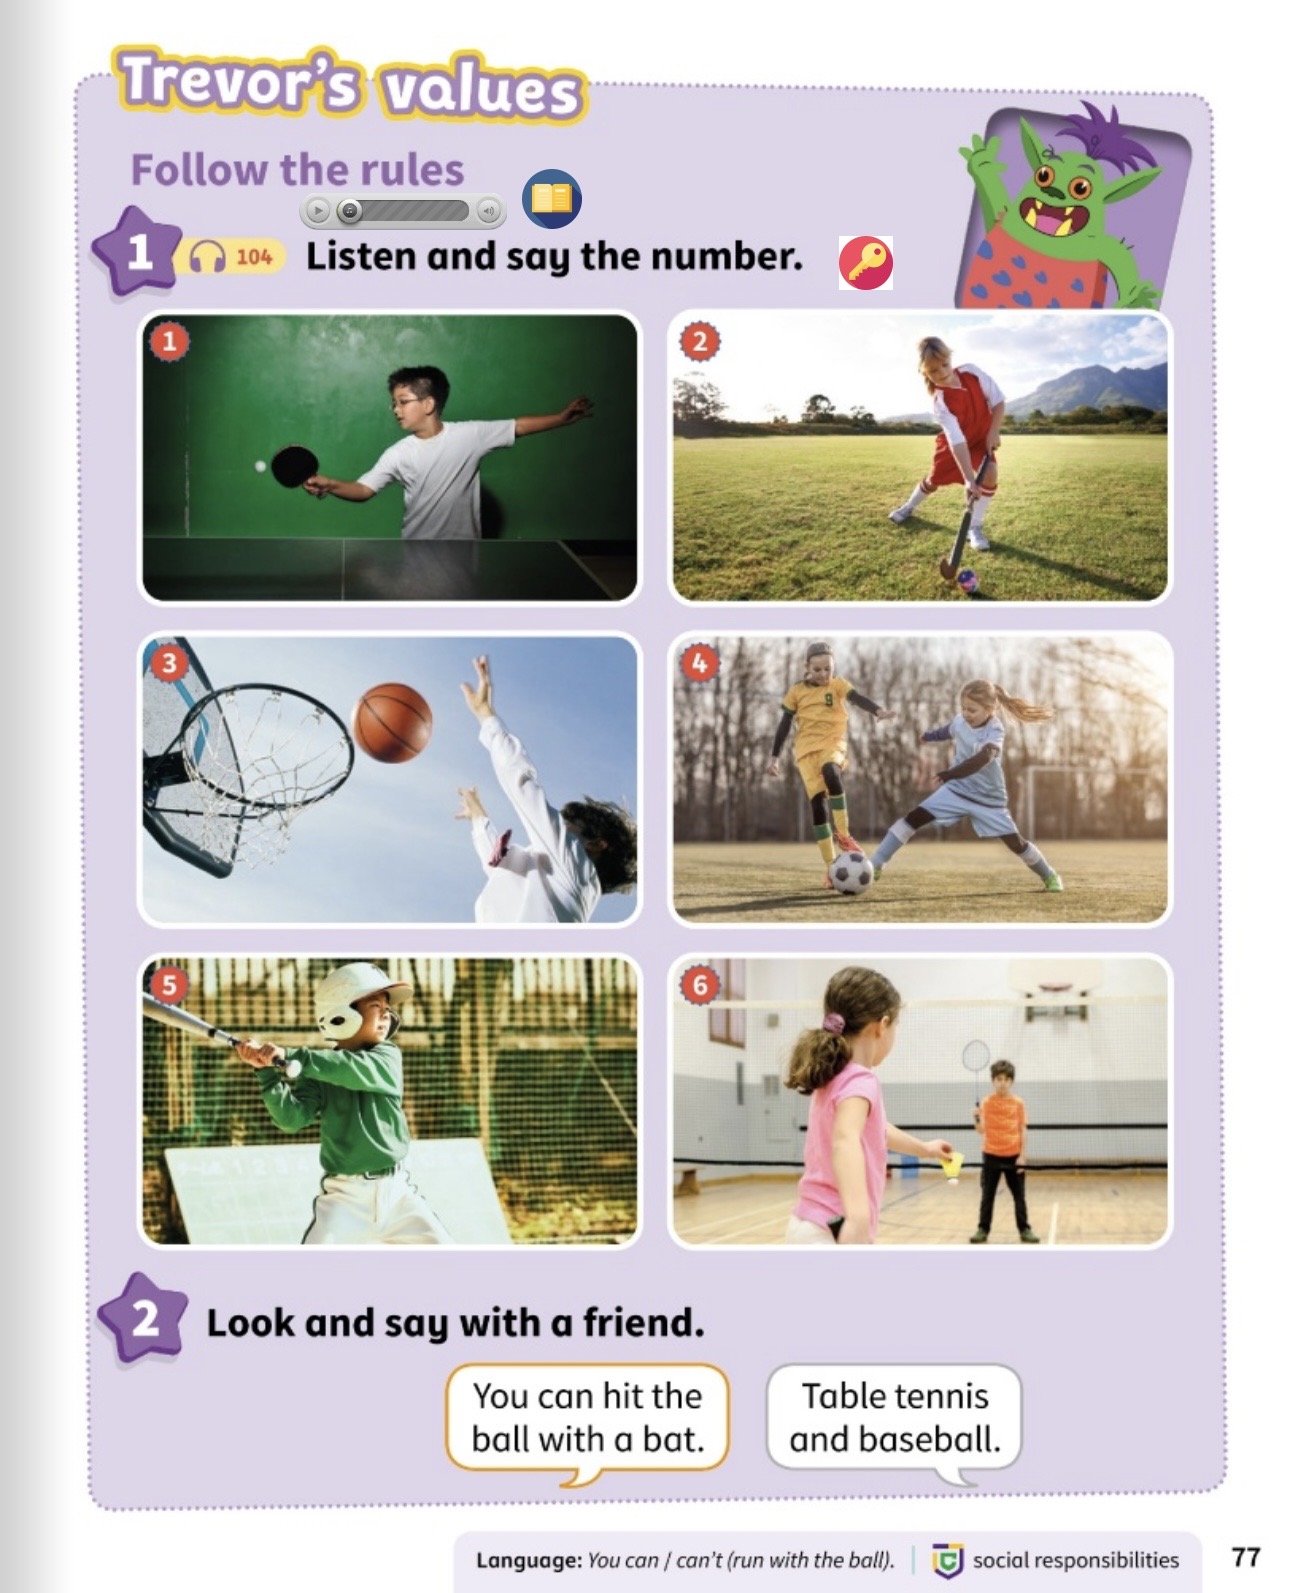 Trevor's values
Follow the rules
1 104 Listen and say the number.
1
2
3
4
9
5
6
2 Look and say with a friend.
You can hit the
ball with a bat.
Table tennis
and baseball.
Language: You can / can't (run with the ball).
social responsibilities
77